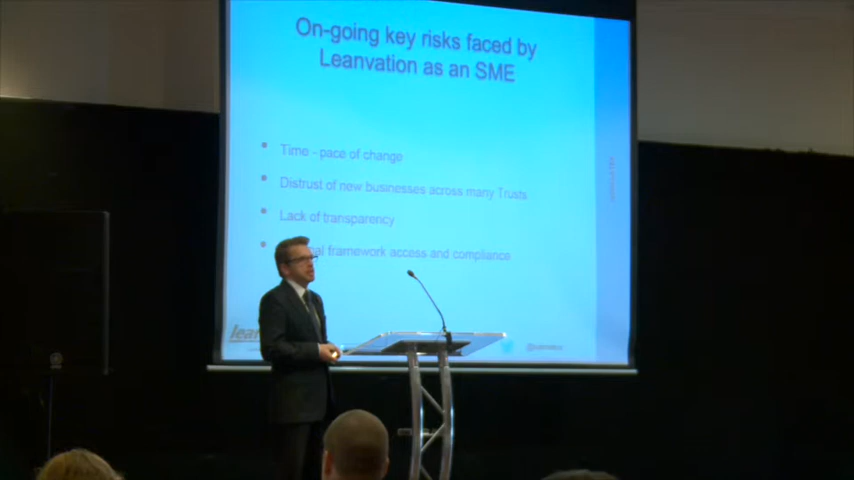 On-going key risks faced by
Leanvation as an SME
Time - pace of change
Distrust of new businesses across many Trusts
Lack of transparency
framework access and compliance